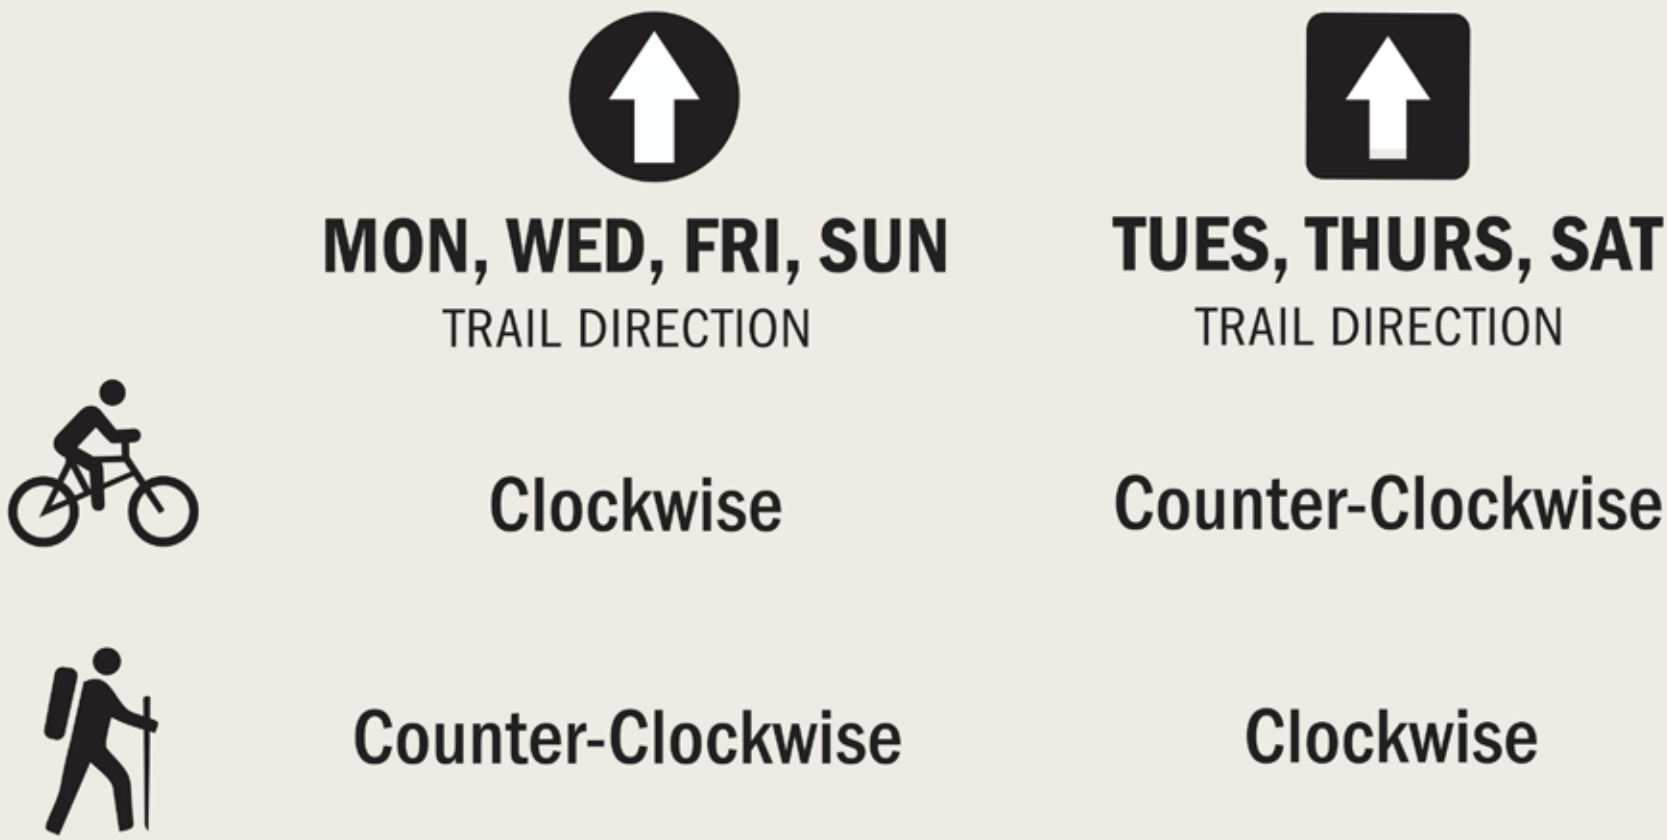 MON, WED, FRI, SUN
TRAIL DIRECTION
TUES, THURS, SAT
TRAIL DIRECTION
Clockwise
Counter-Clockwise
Counter-Clockwise
Clockwise